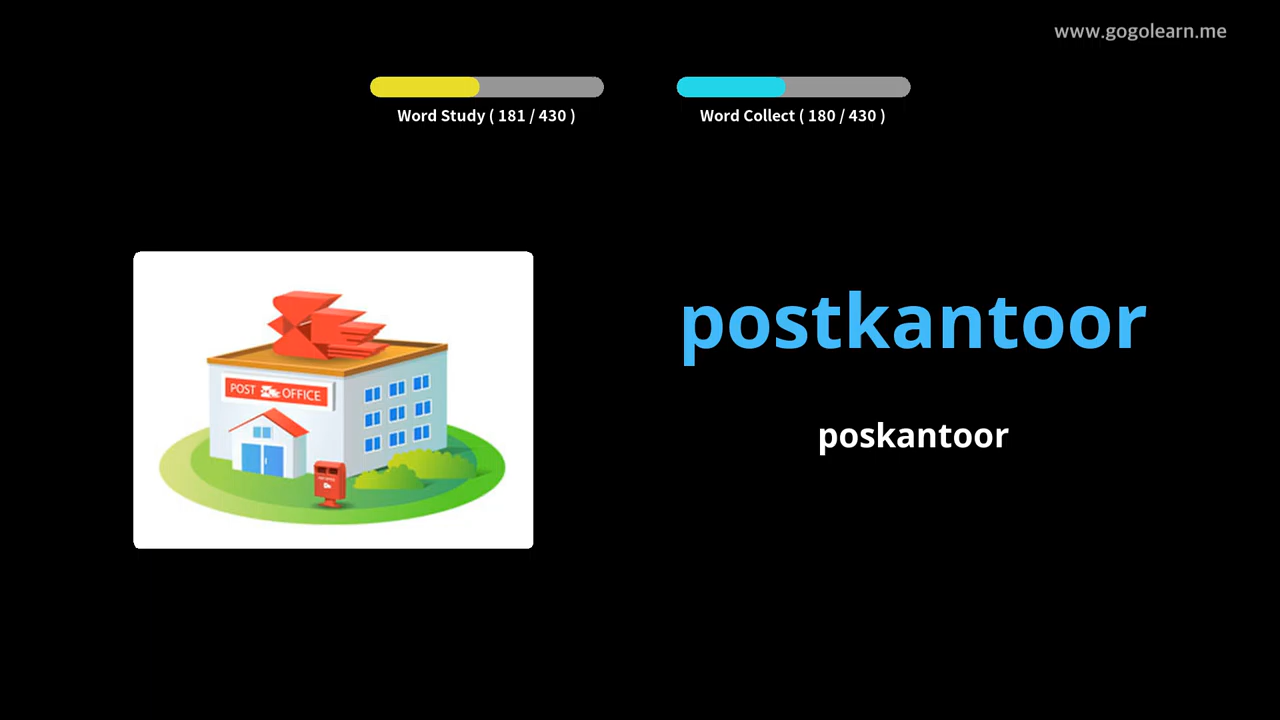 www.gogolearn.me
Word Study ( 181 / 430 )
Word Collect ( 180 / 430 )
POST OFFICE
postkantoor
poskantoor